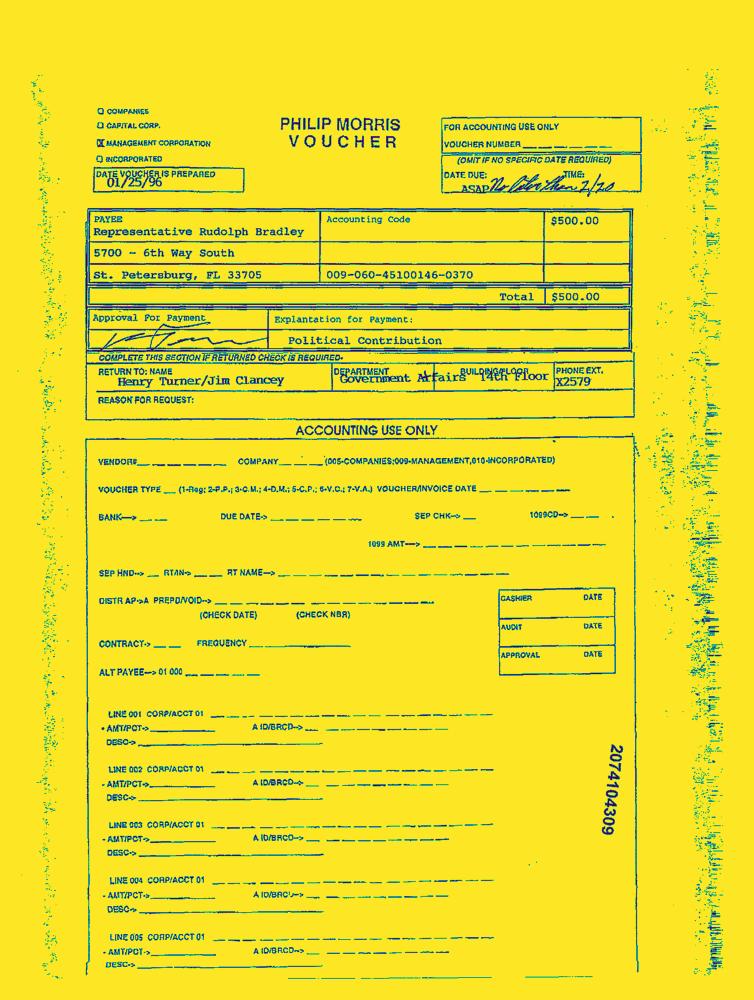 COMPANIES
CAPITAL CORP.
MANAGEMENT CORPORATION
INCORPORATED
DATE VOUCHER IS PREPARED
01/25/96
PHILIP MORRIS
VOUCHER
FOR ACCOUNTING USE ONLY
VOUCHER NUMBER
(OMIT IF NO SPECIFIC DATE REQUIRED)
DATE DUE: TIME:
ASAP No later than 2/20
PAYEE Accounting Code $500.00
Representative Rudolph Bradley
5700 - 6th Way South
St. Petersburg, FL 33705 009-060-45100146-0370
Total $500.00
Approval For Payment Explantation for Payment:
Political Contribution
COMPLETE THIS SECTION IF RETURNED CHECK IS REQUIRED.
RETURN TO: NAME DEPARTMENT BUILDING/FLOOR PHONE EXT.
Henry Turner/Jim Clancey Government Affairs 14th Floor X2579
REASON FOR REQUEST:
ACCOUNTING USE ONLY
VENDOR# COMPANY (005-COMPANIES;009-MANAGEMENT,010-INCORPORATED)
VOUCHER TYPE (1-Reg; 2-P.P.; 3-C.M.; 4-D.M.; 5-C.P.; 6-V.C.; 7-V.A.) VOUCHER/INVOICE DATE
BANK--> DUE DATE-> SEP CHK--> 1099CD-->
1099 AMT-->
SEP HND--> RT/IN-> RT NAME-->
DISTR AP->A PREPD/VOID-->
(CHECK DATE) (CHECK NBR)
CASHIER DATE
AUDIT DATE
APPROVAL DATE
CONTRACT-> FREQUENCY
ALT PAYEE--> 01 000
LINE 001 CORP/ACCT 01
- AMT/PCT-> A ID/BRCD-->
DESC->
LINE 002 CORP/ACCT 01
- AMT/PCT-> A ID/BRCD-->
DESC->
LINE 003 CORP/ACCT 01
- AMT/PCT-> A ID/BRCD-->
DESC->
LINE 004 CORP/ACCT 01
- AMT/PCT-> A ID/BRCD-->
DESC->
LINE 005 CORP/ACCT 01
- AMT/PCT-> A ID/BRCD-->
DESC->
2074104309